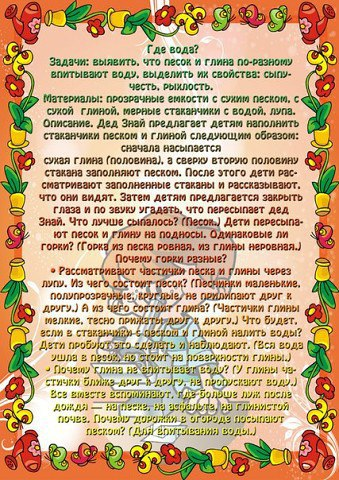 Где вода?
Задачи: выявить, что песок и глина по-разному
впитывают воду, выделить их свойства: сыпу-
честь, рыхлость.
Материалы: прозрачные емкости с сухим песком, с
сухой глиной, мерные стаканчики с водой, лупа.
Описание. Дед Знай предлагает детям наполнить
стаканчики песком и глиной следующим образом:
сначала насыпается
сухая глина (половина), а сверху вторую половину
стакана заполняют песком. После этого дети рас-
сматривают заполненные стаканы и рассказывают,
что они видят. Затем детям предлагается закрыть
глаза и по звуку угадать, что пересыпает дед
Знай. Что лучше сыпалось? (Песок.) Дети пересыпа-
ют песок и глину на подносы. Одинаковые ли
горки? (Горка из песка ровная, из глины неровная.)
Почему горки разные?
• Рассматривают частички песка и глины через
лупу. Из чего состоит песок? (Песчинки маленькие,
полупрозрачные, круглые, не прилипают друг к
другу.) А из чего состоит глина? (Частички глины
мелкие, тесно прижаты друг к другу.) Что будет,
если в стаканчики с песком и глиной налить воды?
Дети пробуют это сделать и наблюдают. (Вся вода
ушла в песок, но стоит на поверхности глины.)
• Почему глина не впитывает воду? (У глины ча-
стички ближе друг к другу, не пропускают воду.)
Все вместе вспоминают, где больше луж после
дождя — на песке, на асфальте, на глинистой
почве. Почему дорожки в огороде посыпают
песком? (Для впитывания воды.)